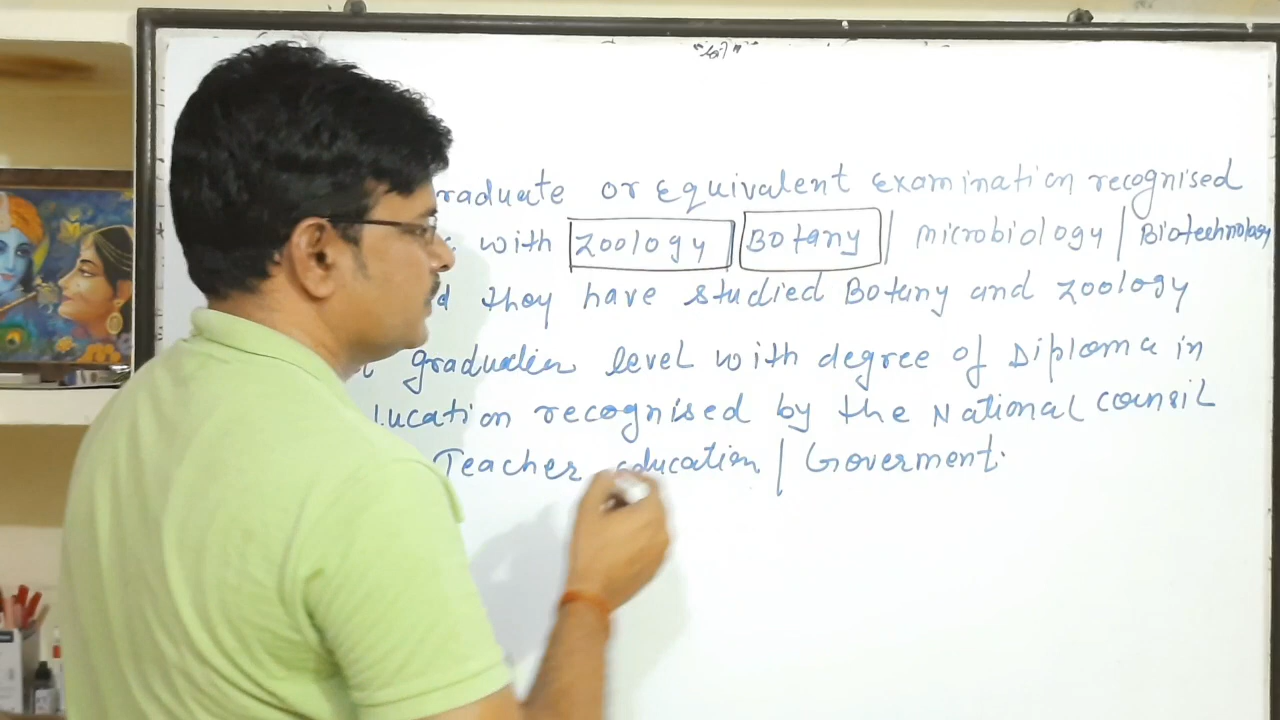 raduate or equivalent examination recognised
with Zoology | Botany | microbiology | Biotechnology
they have studied Botany and Zoology
graduation level with degree of Diploma in
ucation recognised by the National counsil
Teacher education | Goverment.